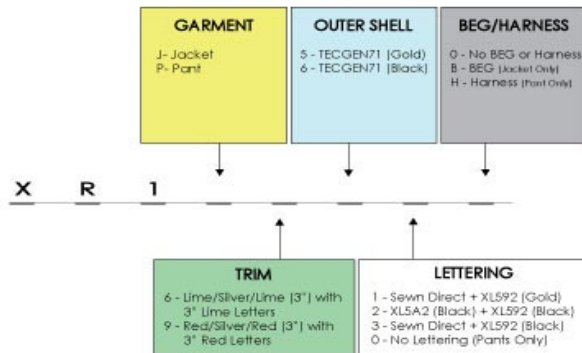 GARMENT
J- Jacket
P- Pant
OUTER SHELL
5 - TECGEN71 (Gold)
6 - TECGEN71 (Black)
BEG/HARNESS
0 - No BEG or Harness
B - BEG (Jacket Only)
H - Harness (Pant Only)
X R 1
TRIM
6 - Lime/Silver/Lime (3") with
3" Lime Letters
9 - Red/Silver/Red (3") with
3" Red Letters
LETTERING
1 - Sewn Direct + XL592 (Gold)
2 - XL5A2 (Black) + XL592 (Black)
3 - Sewn Direct + XL592 (Black)
0 - No Lettering (Pants Only)